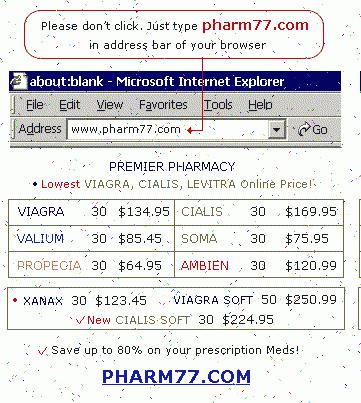 Please don't click. Just type pharm77.com
in address bar of your browser
about:blank - Microsoft Internet Explorer
File Edit View Favorites Tools Help
Address www.pharm77.com Go
PREMIER PHARMACY
• Lowest VIAGRA, CIALIS, LEVITRA Online Price!
VIAGRA 30 $134.95 CIALIS 30 $169.95
VALIUM 30 $85.45 SOMA 30 $75.95
PROPECIA 30 $64.95 AMBIEN 30 $120.99
• XANAX 30 $123.45 VIAGRA SOFT 50 $250.99
✓ New CIALIS SOFT 30 $224.95
✓ Save up to 80% on your prescription Meds!
PHARM77.COM